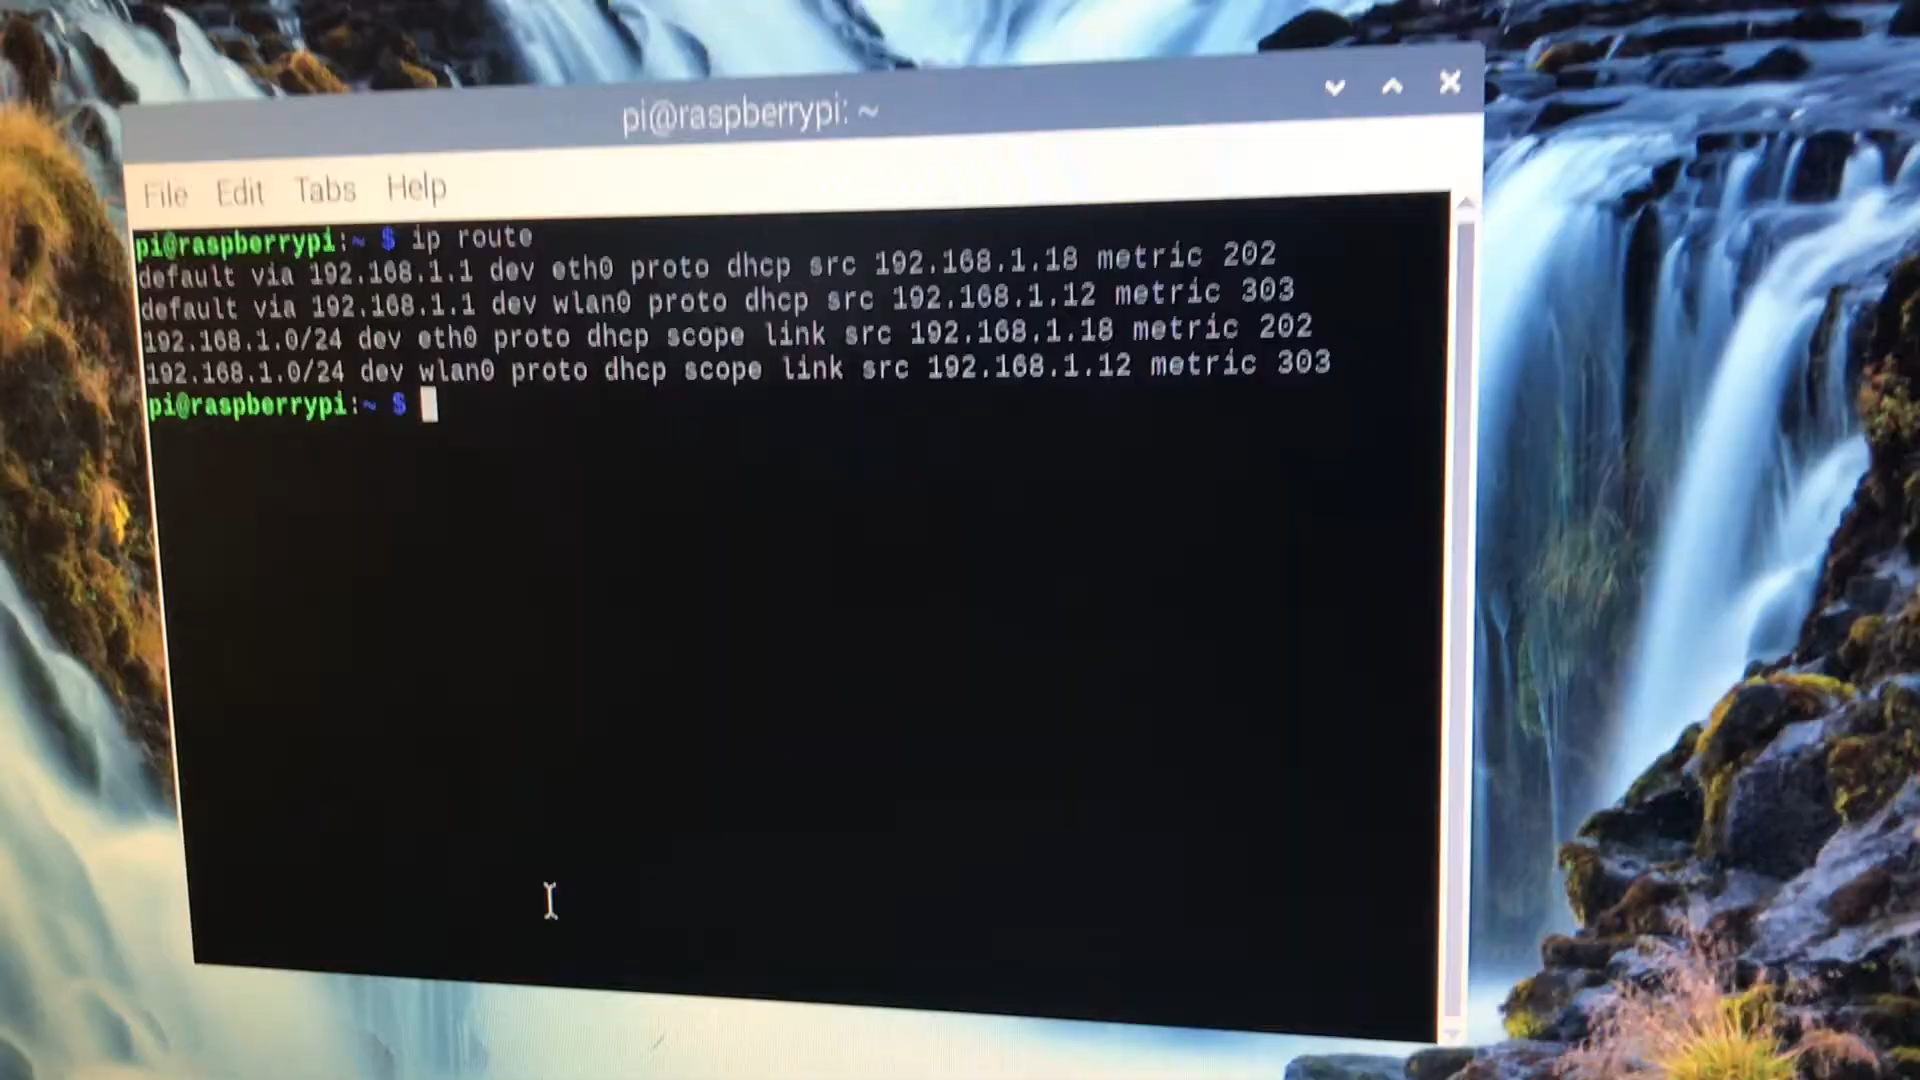 pi@raspberrypi: ~
File Edit Tabs Help
pi@raspberrypi:~ $ ip route
default via 192.168.1.1 dev eth0 proto dhcp src 192.168.1.18 metric 202
default via 192.168.1.1 dev wlan0 proto dhcp src 192.168.1.12 metric 303
192.168.1.0/24 dev eth0 proto dhcp scope link src 192.168.1.18 metric 202
192.168.1.0/24 dev wlan0 proto dhcp scope link src 192.168.1.12 metric 303
pi@raspberrypi:~ $